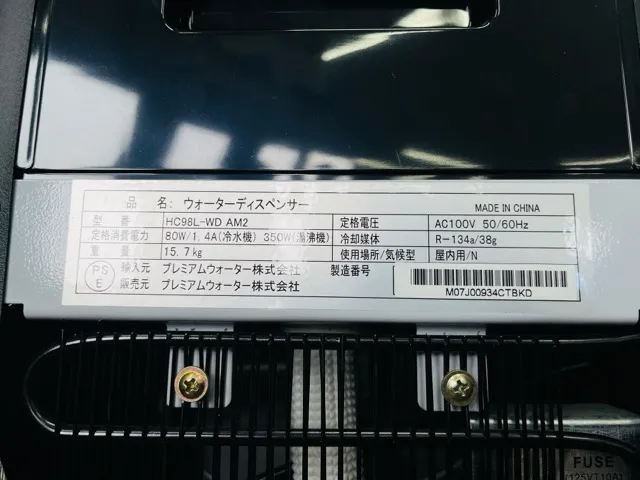 品 名: ウォーターディスペンサー MADE IN CHINA
型 番 HC98L-WD AM2 定格電圧 AC100V 50/60Hz
定格消費電力 80W/1.4A(冷水機) 350W(湯沸機) 冷却媒体 R-134a/38g
重 量 15.7kg 使用場所/気候型 屋内用/N
PS E 輸入元 プレミアムウォーター株式会社 製造番号
販売元 プレミアムウォーター株式会社 M07J00934CTBKD
FUSE
(125VT10A)